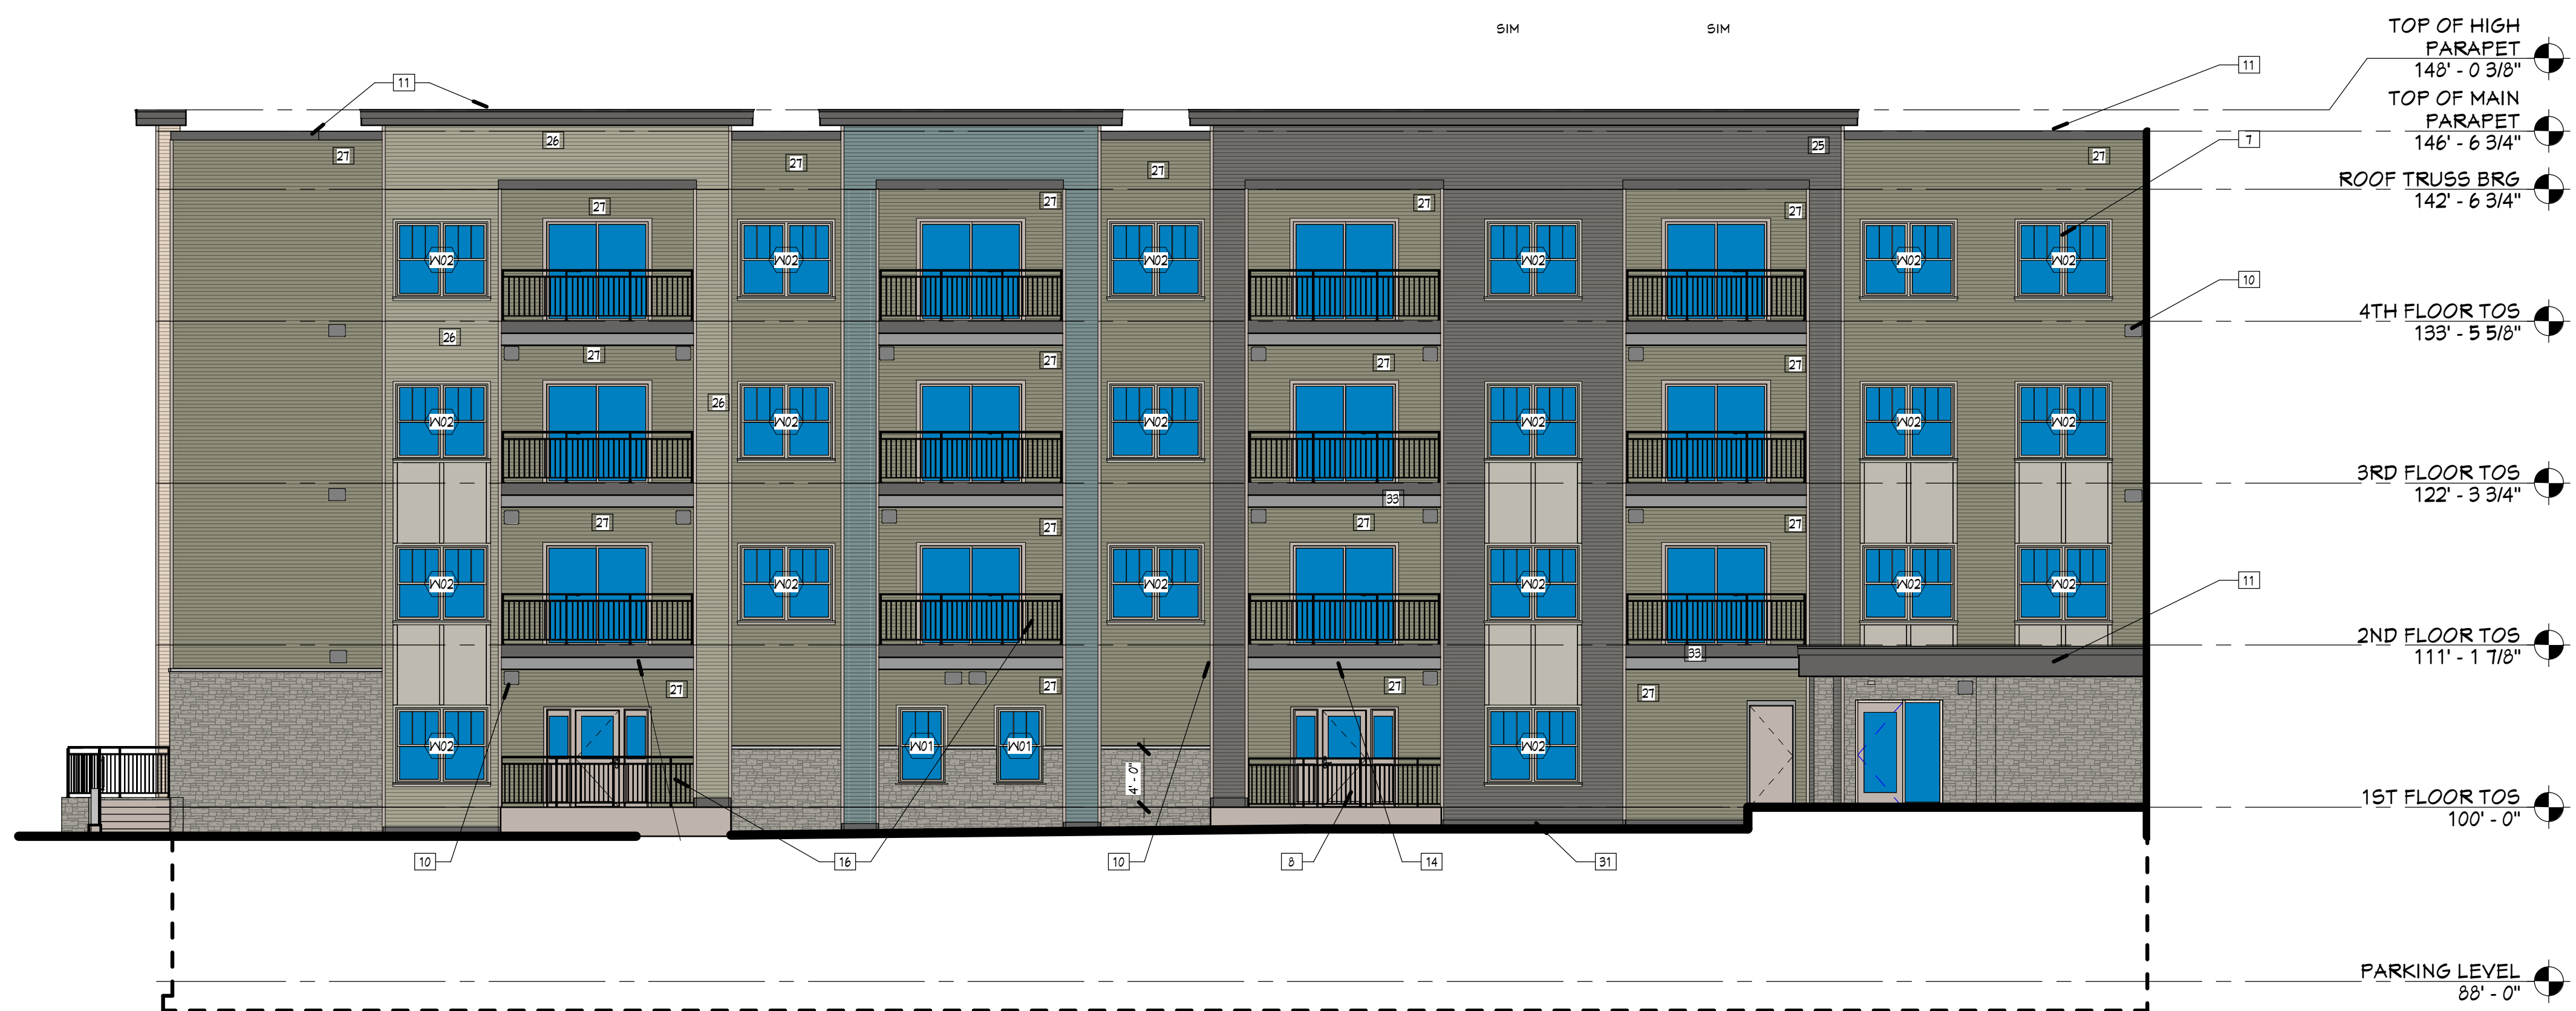 SIM SIM
TOP OF HIGH
PARAPET
148' - 0 3/8"
11
11
TOP OF MAIN
PARAPET
146' - 6 3/4"
7
26
25
27
27
27
27
ROOF TRUSS BRG
142' - 6 3/4"
27
27
27
27
W02 W02 W02 W02 W02 W02
10
4TH FLOOR TOS
133' - 5 5/8"
26
27
27
27
27
26
W02 W02 W02 W02 W02 W02
3RD FLOOR TOS
122' - 3 3/4"
33
27
27
27
27
W02 W02 W02 W02 W02 W02
11
2ND FLOOR TOS
111' - 1 7/8"
33
27
27
27
27
W02 W01 W01 W02
4' - 0"
1ST FLOOR TOS
100' - 0"
10 16 10 8 14 31
PARKING LEVEL
88' - 0"